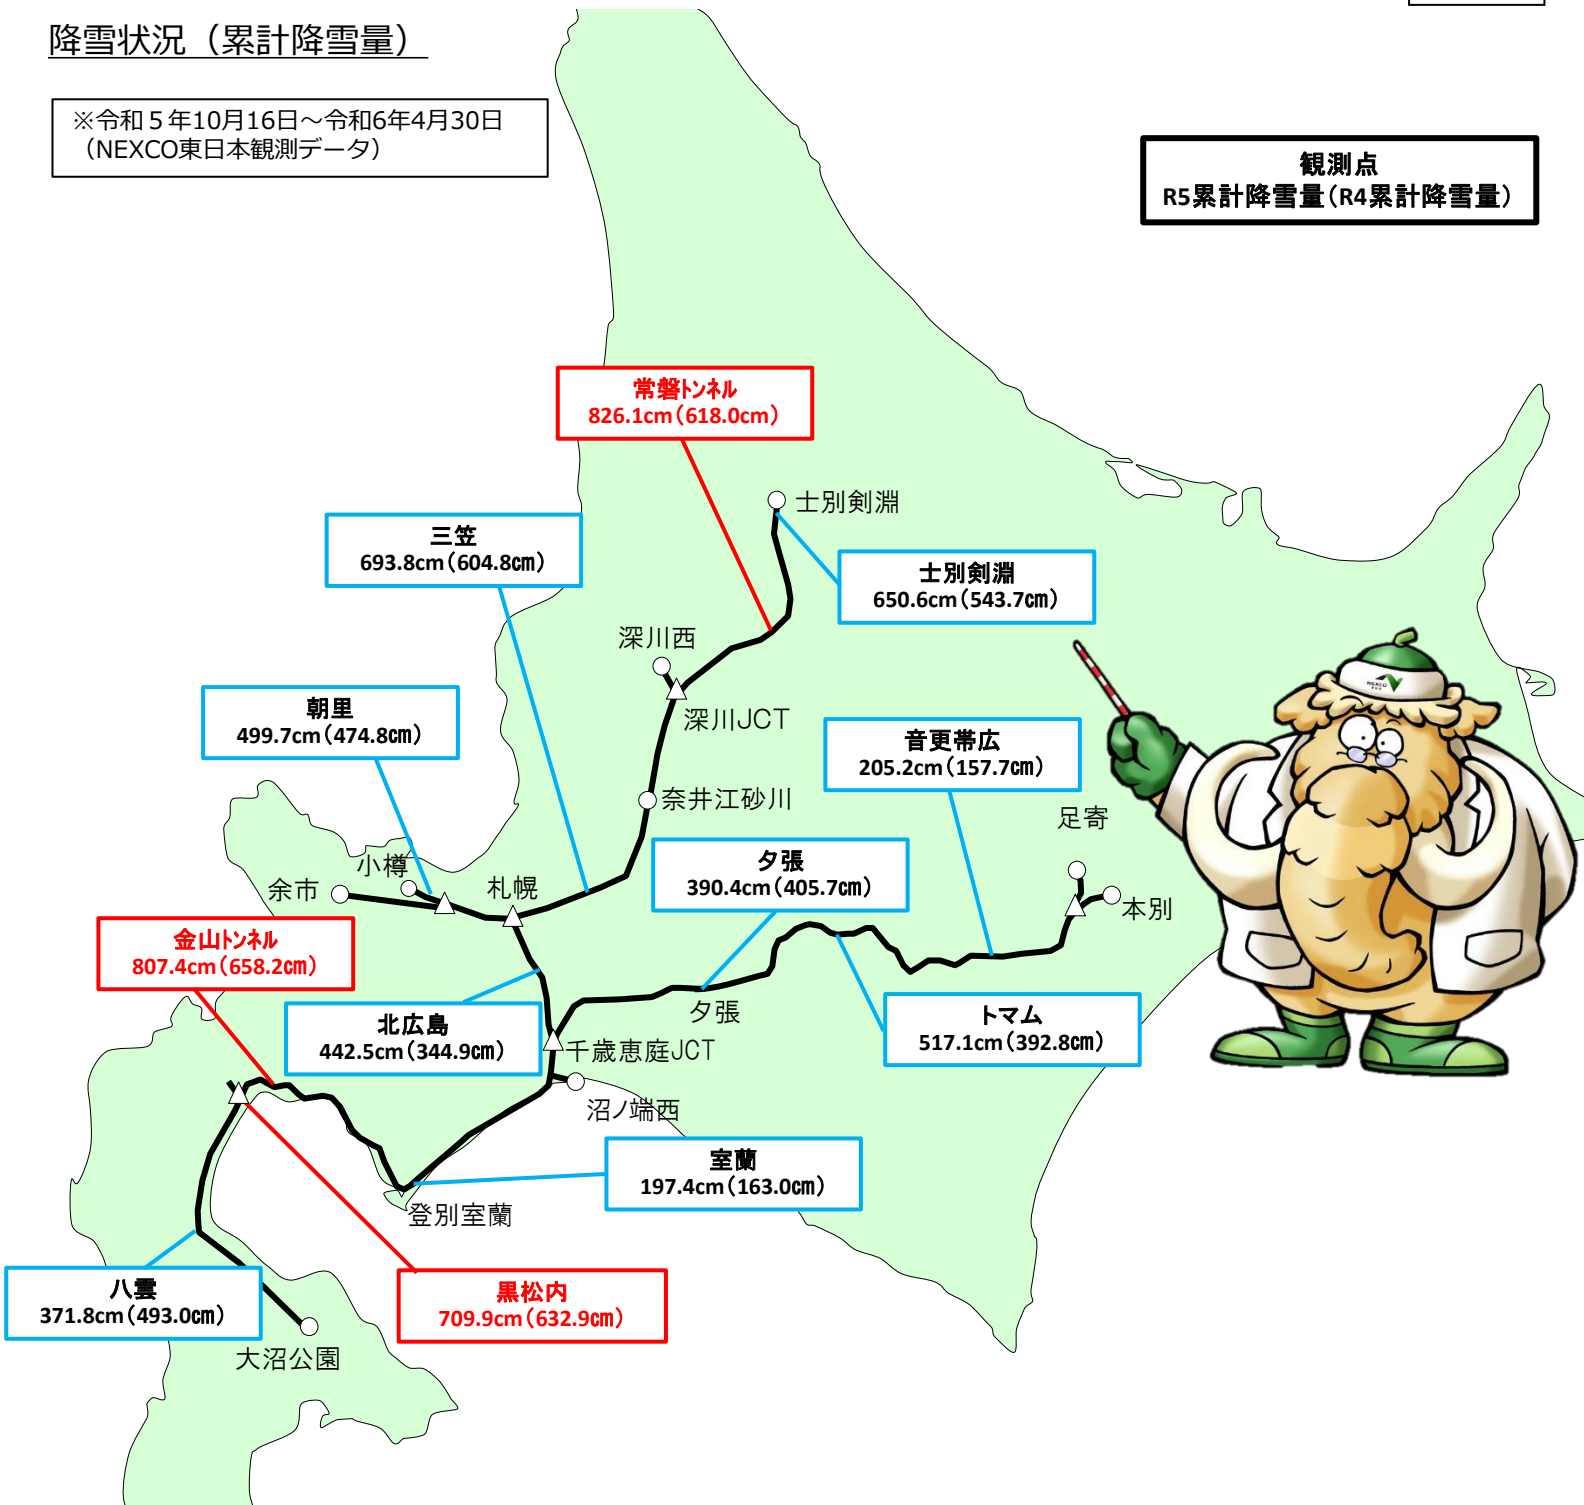 降雪状況（累計降雪量）
※令和５年10月16日～令和6年4月30日
（NEXCO東日本観測データ）
観測点
R5累計降雪量（R4累計降雪量）
常磐トンネル
826.1cm（618.0cm）
士別剣淵
三笠
693.8cm（604.8cm）
士別剣淵
650.6cm（543.7cm）
深川西
深川JCT
朝里
499.7cm（474.8cm）
音更帯広
205.2cm（157.7cm）
奈井江砂川
足寄
小樽
余市
札幌
夕張
390.4cm（405.7cm）
本別
金山トンネル
807.4cm（658.2cm）
北広島
442.5cm（344.9cm）
夕張
トマム
517.1cm（392.8cm）
千歳恵庭JCT
沼ノ端西
室蘭
197.4cm（163.0cm）
登別室蘭
八雲
371.8cm（493.0cm）
黒松内
709.9cm（632.9cm）
大沼公園
NEXCO